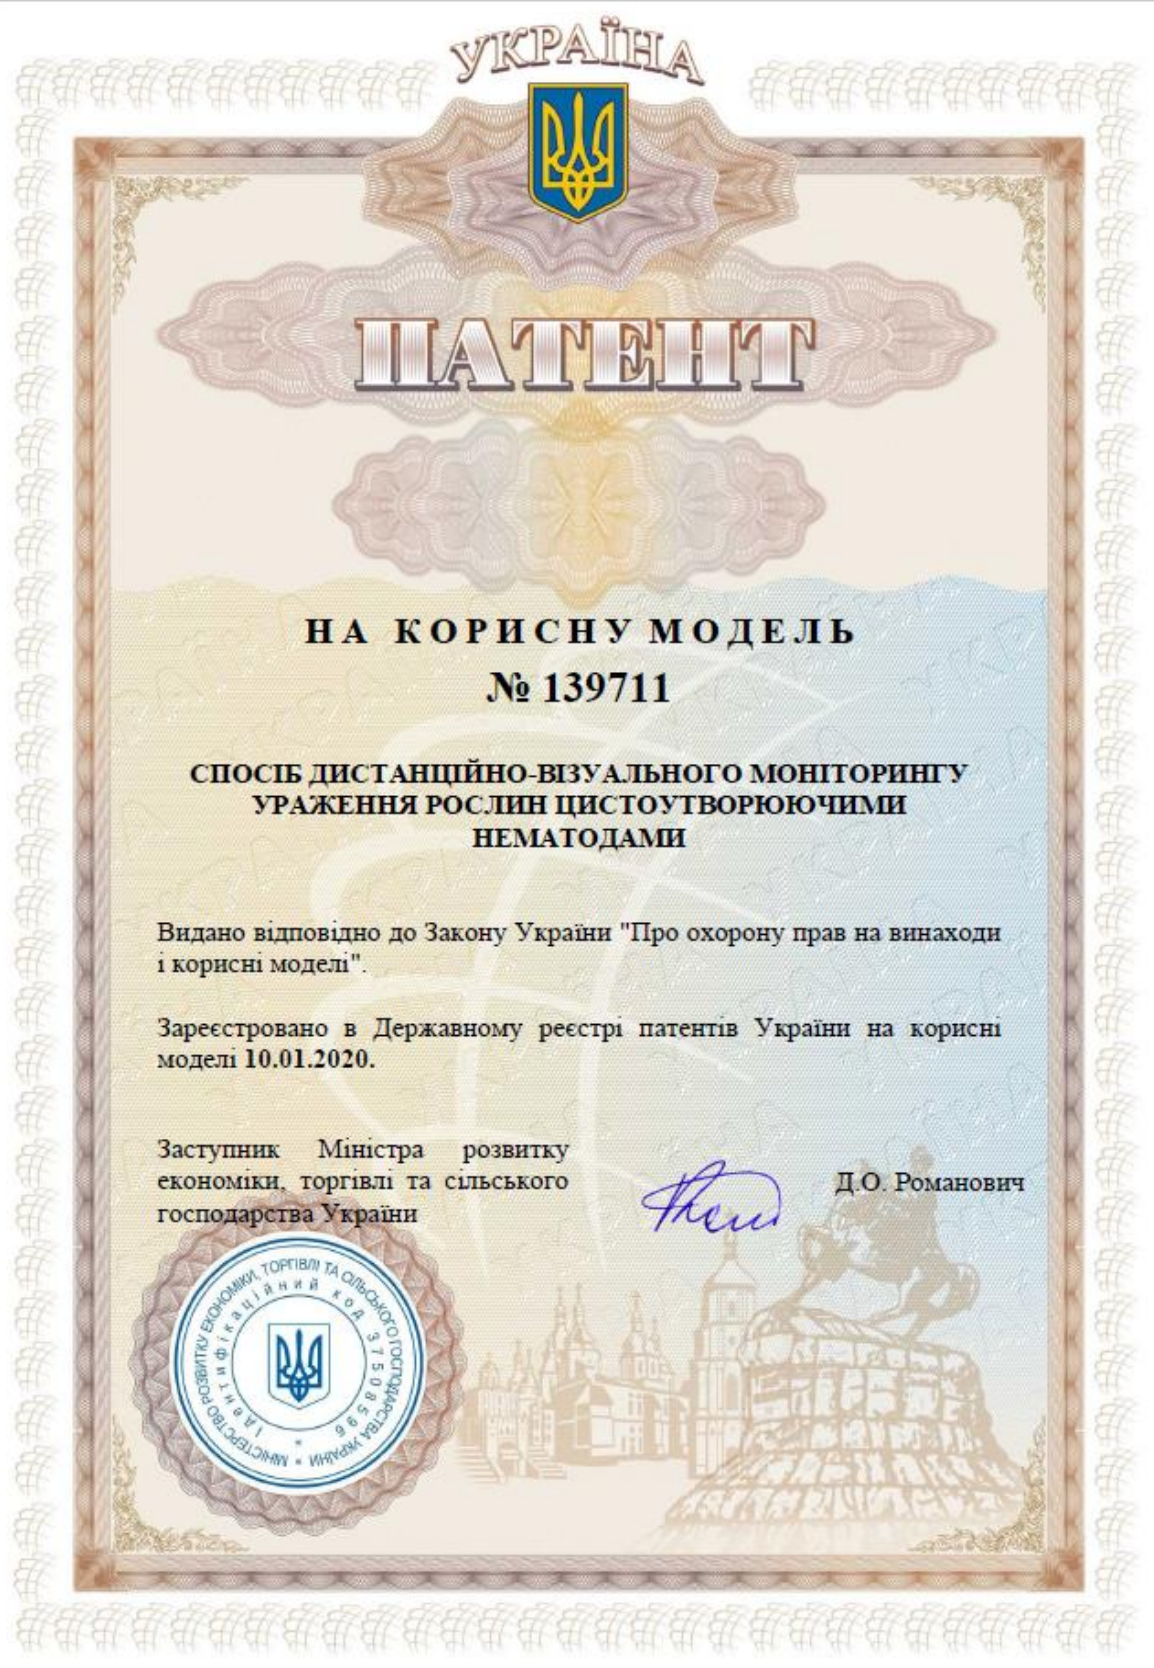 УКРАЇНА
ПАТЕНТ
НА КОРИСНУ МОДЕЛЬ
№ 139711
СПОСІБ ДИСТАНЦІЙНО-ВІЗУАЛЬНОГО МОНІТОРИНГУ
УРАЖЕННЯ РОСЛИН ЦИСТОУТВОРЮЮЧИМИ
НЕМАТОДАМИ
Видано відповідно до Закону України "Про охорону прав на винаходи
і корисні моделі".
Зареєстровано в Державному реєстрі патентів України на корисні
моделі 10.01.2020.
Заступник Міністра розвитку
економіки, торгівлі та сільського
господарства України
Д.О. Романович
МІНІСТЕРСТВО РОЗВИТКУ ЕКОНОМІКИ, ТОРГІВЛІ ТА СІЛЬСЬКОГО ГОСПОДАРСТВА УКРАЇНИ *
Ідентифікаційний код 37508596 *